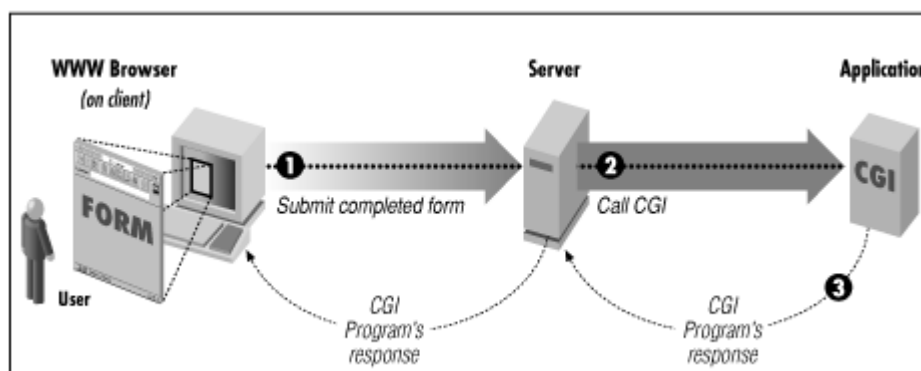 WWW Browser
(on client)
Server
Application
FORM
1
2
CGI
Submit completed form
Call CGI
User
CGI
Program's
response
CGI
Program's
response
3